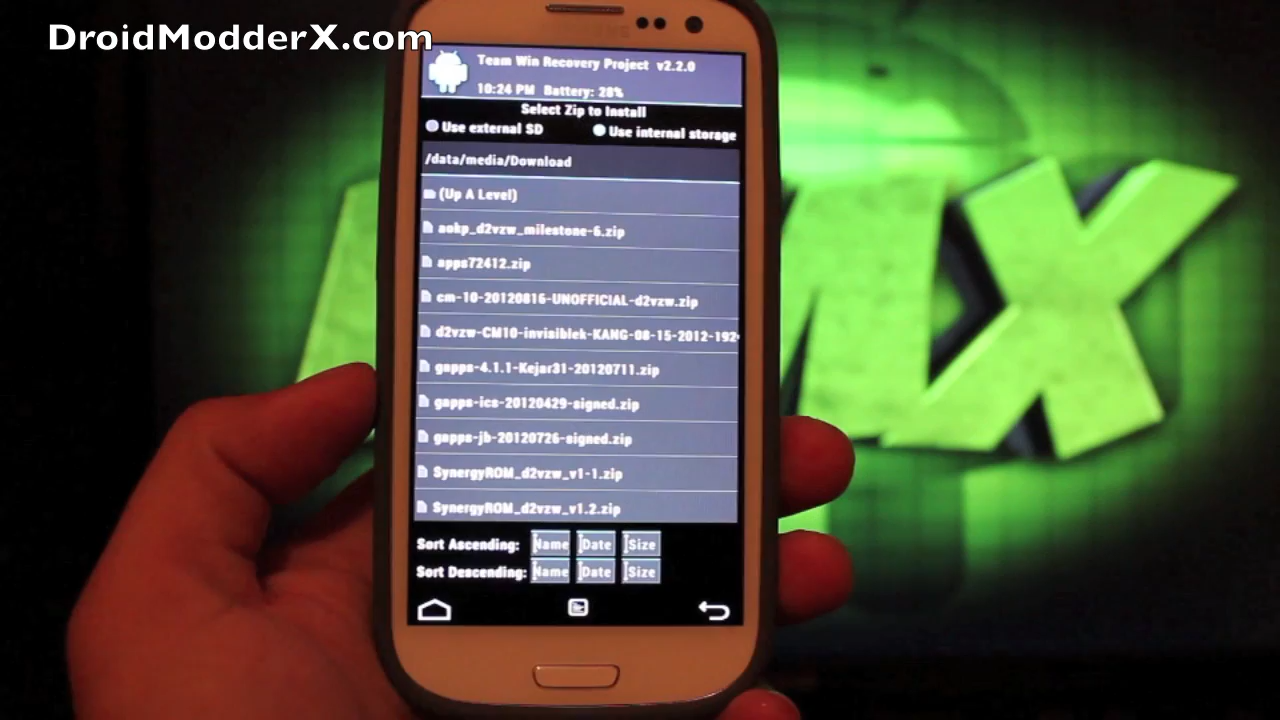 DroidModderX.com
Team Win Recovery Project v2.2.0
10:24 PM Battery: 28%
Select Zip to Install
Use external SD Use internal storage
/data/media/Download
(Up A Level)
aokp_d2vzw_milestone-6.zip
apps72412.zip
cm-10-20120816-UNOFFICIAL-d2vzw.zip
d2vzw-CM10-invisiblek-KANG-08-15-2012-192
gapps-4.1.1-Kejar31-20120711.zip
gapps-ics-20120429-signed.zip
gapps-jb-20120726-signed.zip
SynergyROM_d2vzw_v1-1.zip
SynergyROM_d2vzw_v1.2.zip
Sort Ascending: Name Date Size
Sort Descending: Name Date Size
X